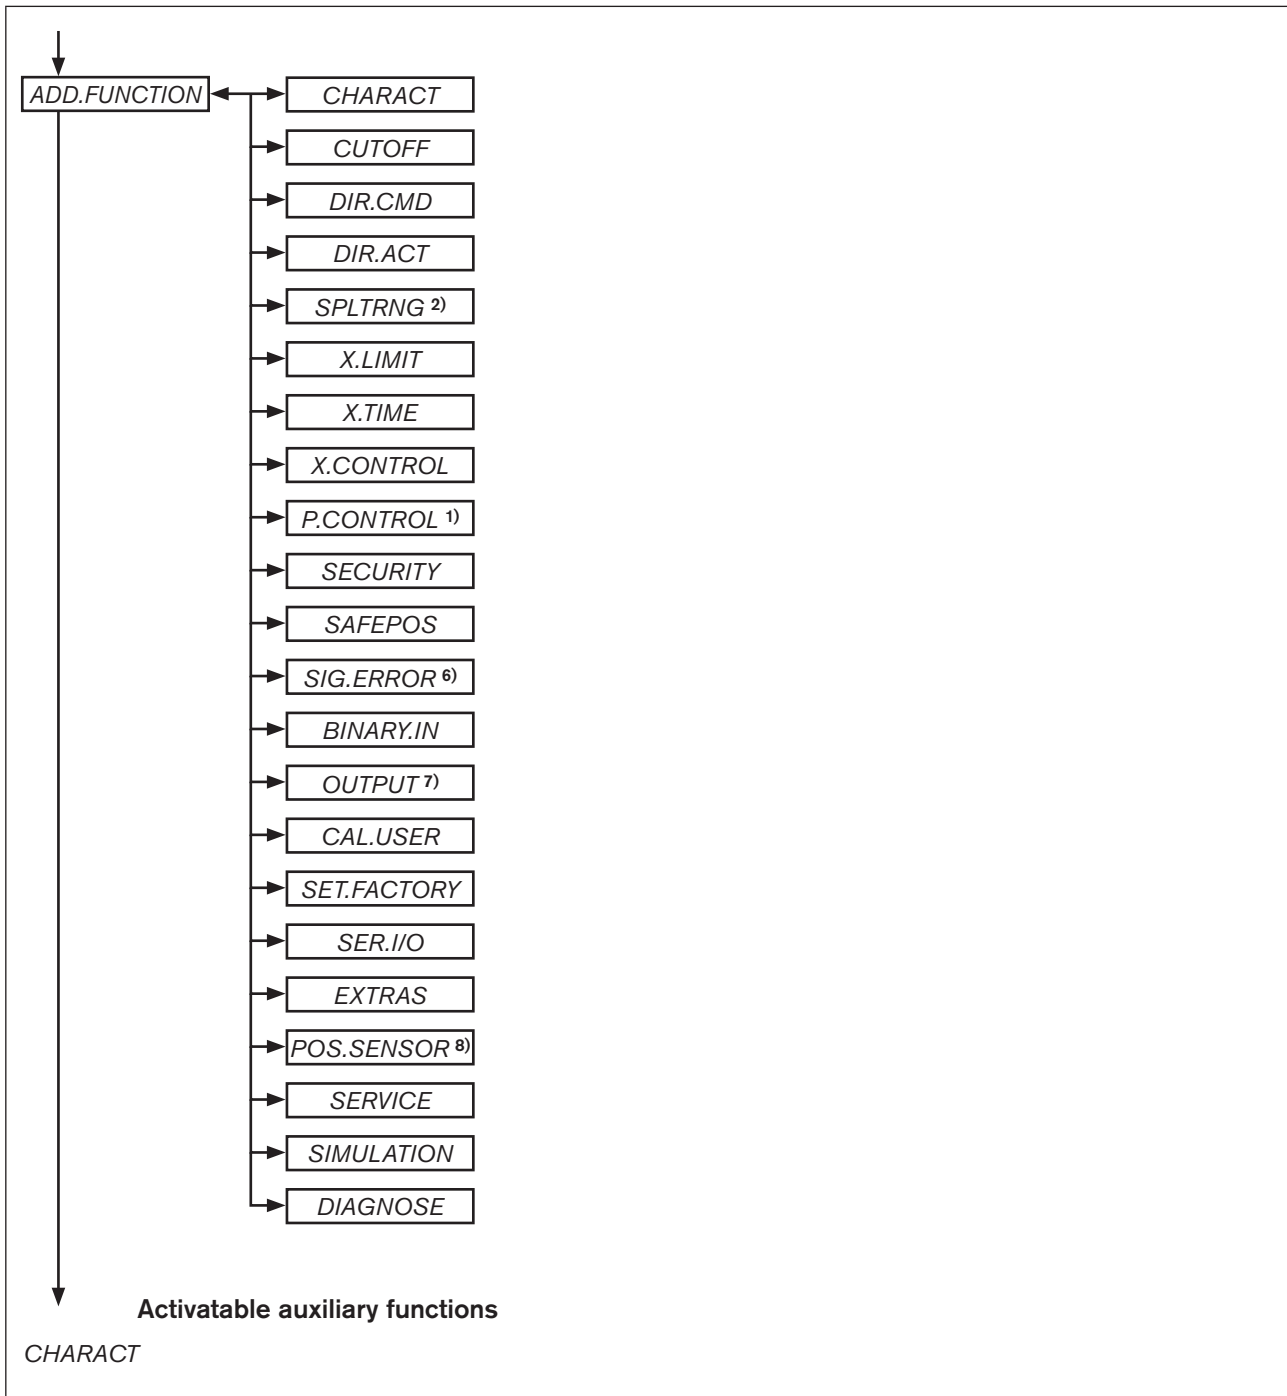 ADD.FUNCTION
CHARACT
CUTOFF
DIR.CMD
DIR.ACT
SPLTRNG 2)
X.LIMIT
X.TIME
X.CONTROL
P.CONTROL 1)
SECURITY
SAFEPOS
SIG.ERROR 6)
BINARY.IN
OUTPUT 7)
CAL.USER
SET.FACTORY
SER.I/O
EXTRAS
POS.SENSOR 8)
SERVICE
SIMULATION
DIAGNOSE
Activatable auxiliary functions
CHARACT